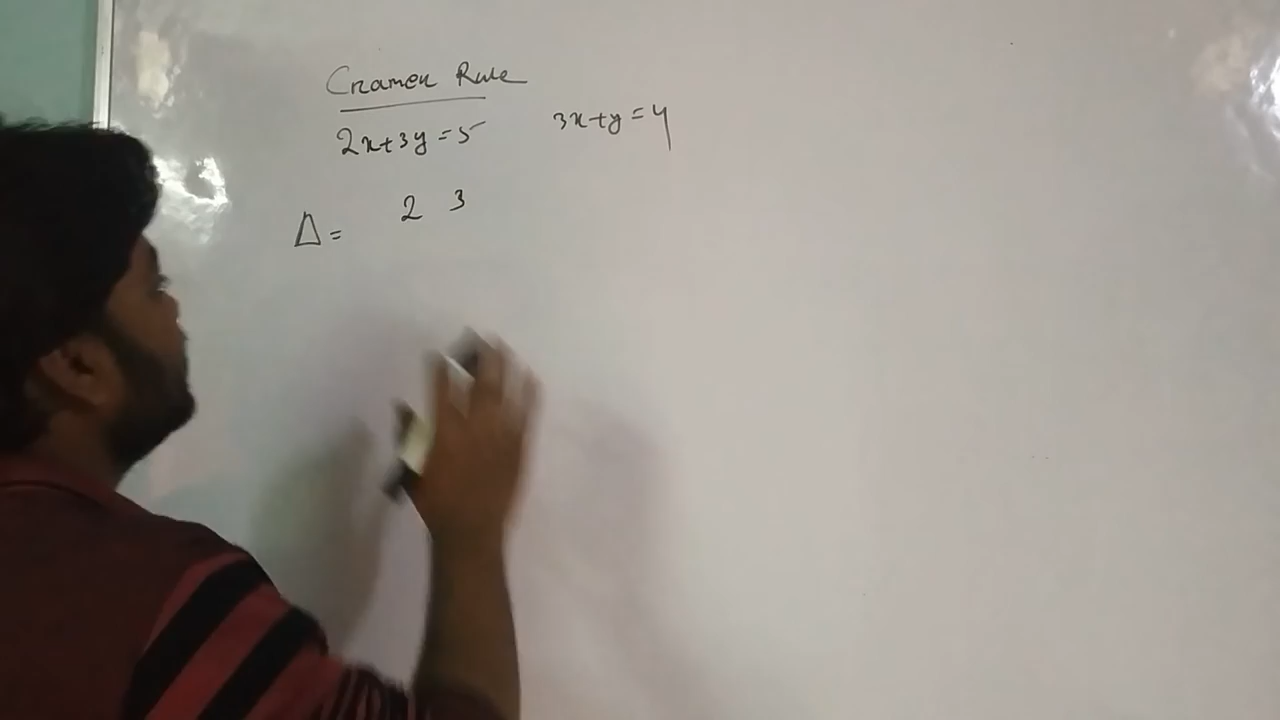 Cramer Rule
2x+3y=5 3x+y=4
Δ= 2 3